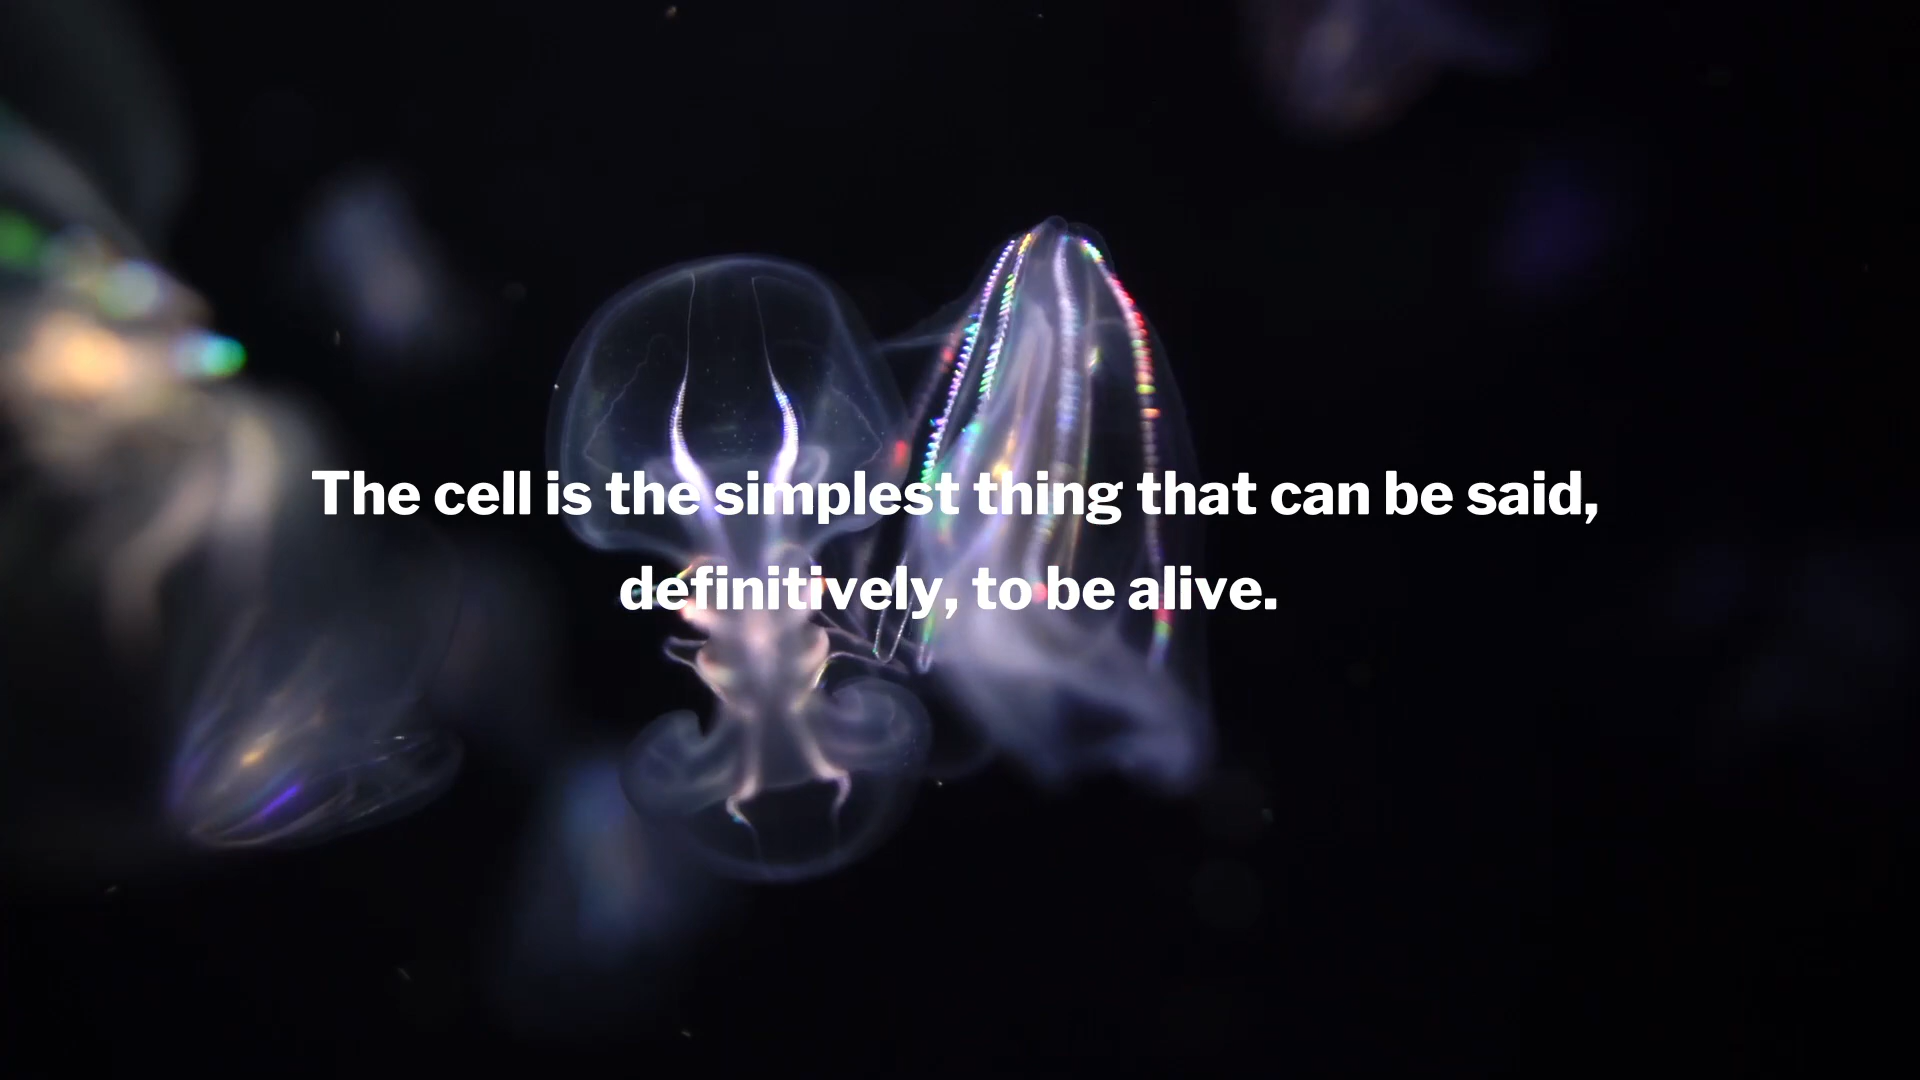 The cell is the simplest thing that can be said,
definitively, to be alive.